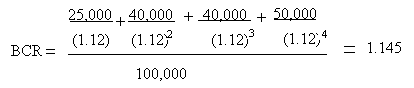 25,000 + 40,000 + 40,000 + 50,000
(1.12) (1.12)2 (1.12)3 (1.12)4
BCR = = 1.145
100,000